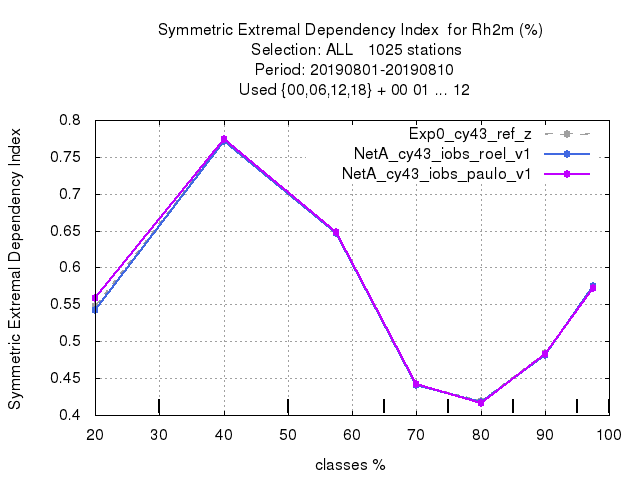 Symmetric Extremal Dependency Index  for Rh2m (%)
Selection: ALL   1025 stations
Period: 20190801-20190810
Used {00,06,12,18} + 00 01 ... 12
Exp0_cy43_ref_z
NetA_cy43_iobs_roel_v1
NetA_cy43_iobs_paulo_v1
Symmetric Extremal Dependency Index
0.8
0.75
0.7
0.65
0.6
0.55
0.5
0.45
0.4
20 30 40 50 60 70 80 90 100
classes %